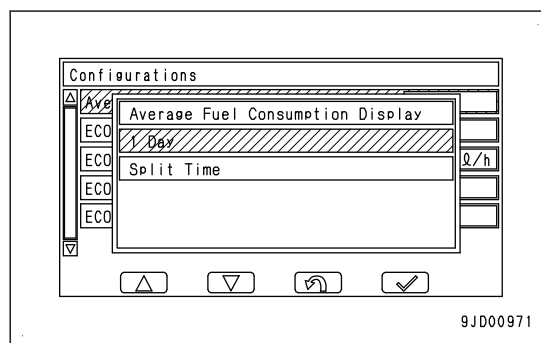 Configurations
Ave
Average Fuel Consumption Display
1 Day
Split Time
ECO
ECO
ℓ/h
ECO
ECO
9JD00971